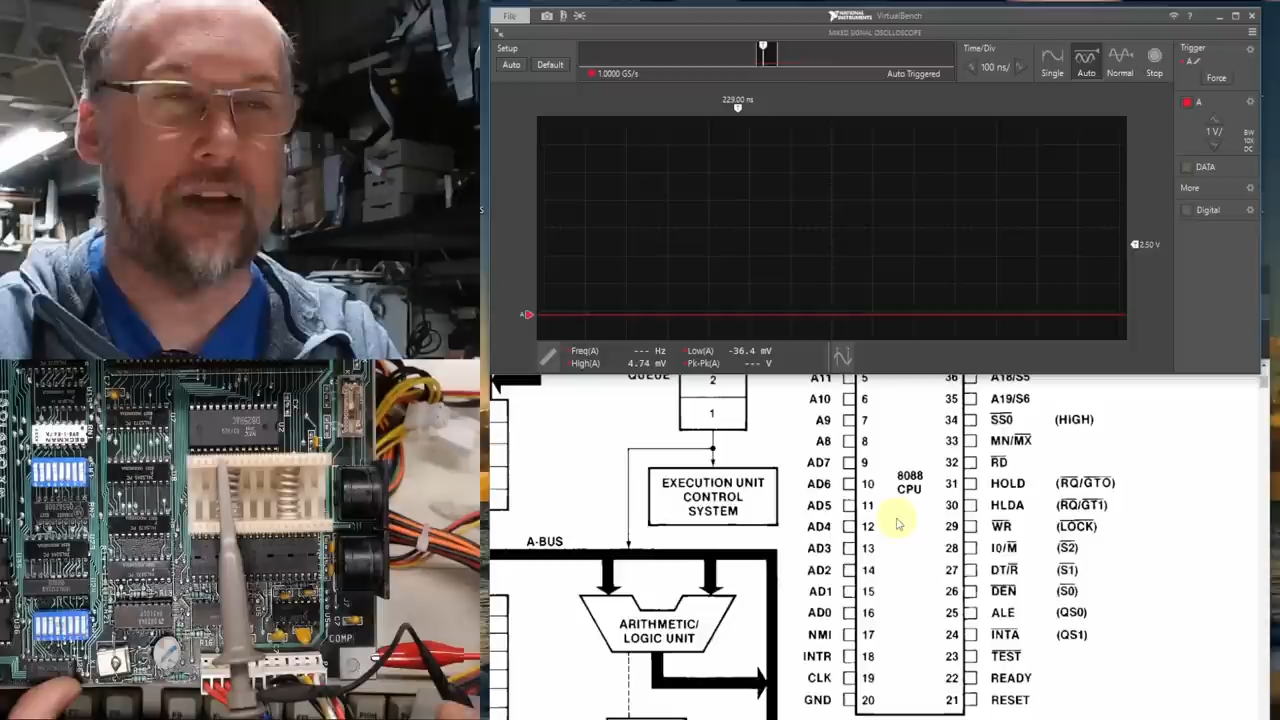 File
NATIONAL INSTRUMENTS VirtualBench
?
MIXED SIGNAL OSCILLOSCOPE
Setup
Auto Default
1.0000 GS/s
Auto Triggered
Time/Div
100 ns/
Single Auto Normal Stop
Trigger
A
Force
A
1 V/
BW
10X
DC
DATA
More
Digital
229.00 ns
2.50 V
A
Freq(A) --- Hz Low(A) -36.4 mV
High(A) 4.74 mV Pk-Pk(A) --- V
QUEUE
2
1
EXECUTION UNIT
CONTROL
SYSTEM
A-BUS
ARITHMETIC/
LOGIC UNIT
8088
CPU
A11 5 36 A18/S5
A10 6 35 A19/S6
A9 7 34 SS0 (HIGH)
A8 8 33 MN/MX
AD7 9 32 RD
AD6 10 31 HOLD (RQ/GTO)
AD5 11 30 HLDA (RQ/GT1)
AD4 12 29 WR (LOCK)
AD3 13 28 IO/M (S2)
AD2 14 27 DT/R (S1)
AD1 15 26 DEN (S0)
AD0 16 25 ALE (QS0)
NMI 17 24 INTA (QS1)
INTR 18 23 TEST
CLK 19 22 READY
GND 20 21 RESET
BECKMAN
COMP